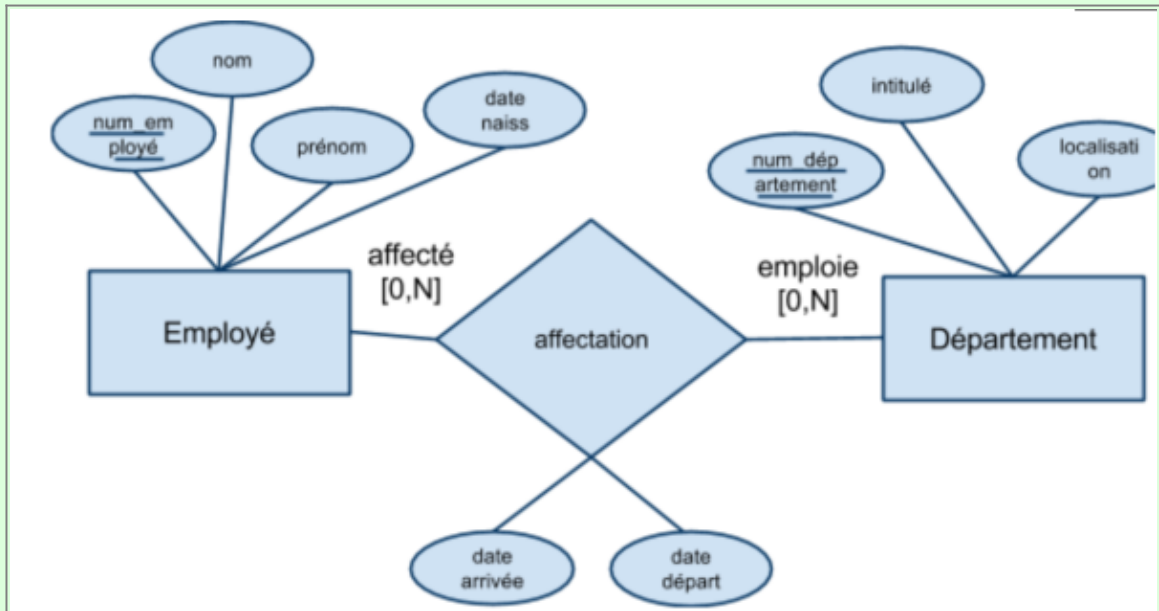 nom
num_em
ployé
prénom
date
naiss
intitulé
num_dép
artement
localisati
on
affecté
[0,N]
emploie
[0,N]
Employé
affectation
Département
date
arrivée
date
départ